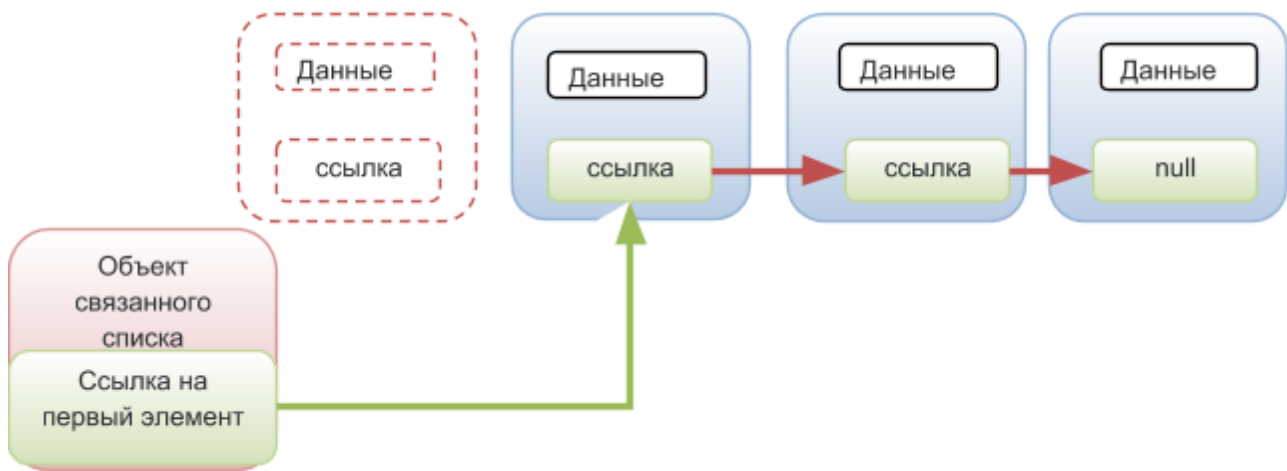 Данные
ссылка
Данные
ссылка
Данные
ссылка
Данные
null
Объект
связанного
списка
Ссылка на
первый элемент